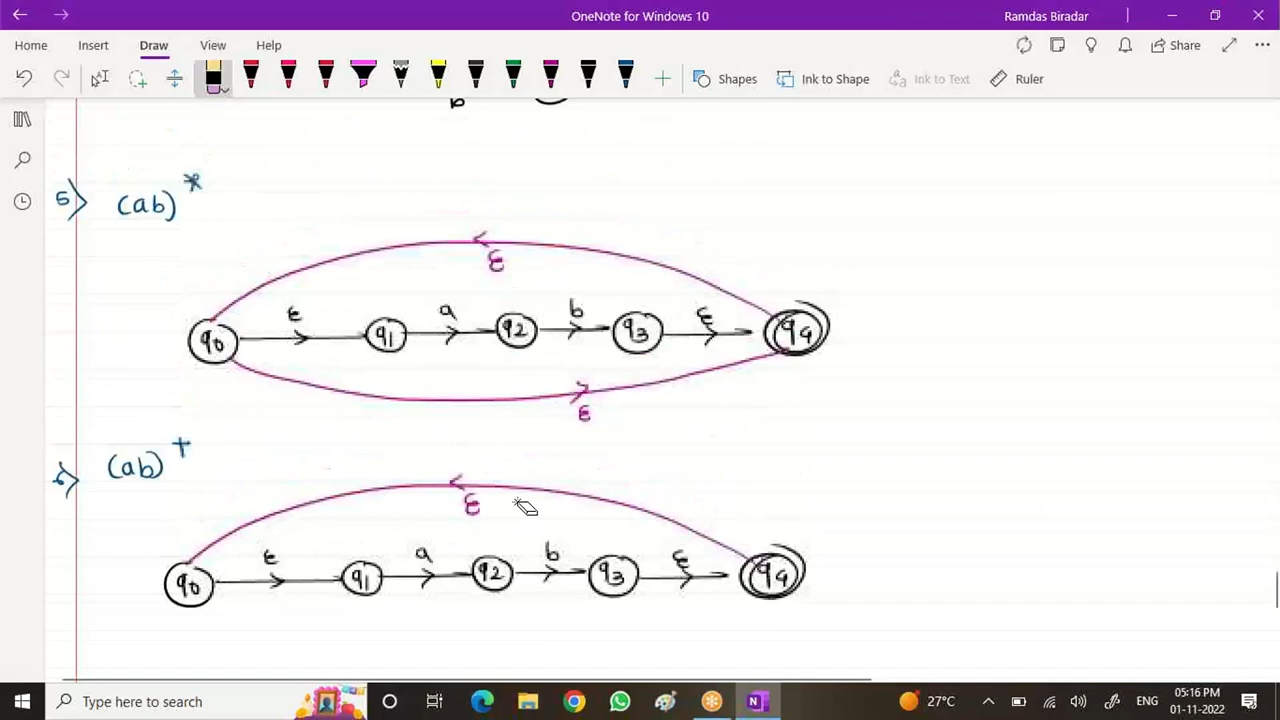 OneNote for Windows 10
Ramdas Biradar
Home Insert Draw View Help
Share
Shapes
Ink to Shape
Ink to Text
Ruler
b
5) (ab)*
ε
q0 ε q1 a q2 b q3 ε q4
ε
6) (ab)+
ε
q0 ε q1 a q2 b q3 ε q4
Type here to search
27°C
ENG
05:16 PM
01-11-2022